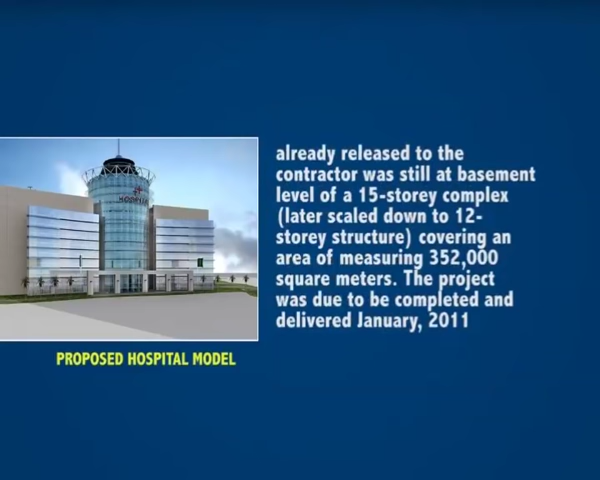 HOSPITAL
already released to the
contractor was still at basement
level of a 15-storey complex
(later scaled down to 12-
storey structure) covering an
area of measuring 352,000
square meters. The project
was due to be completed and
delivered January, 2011
PROPOSED HOSPITAL MODEL